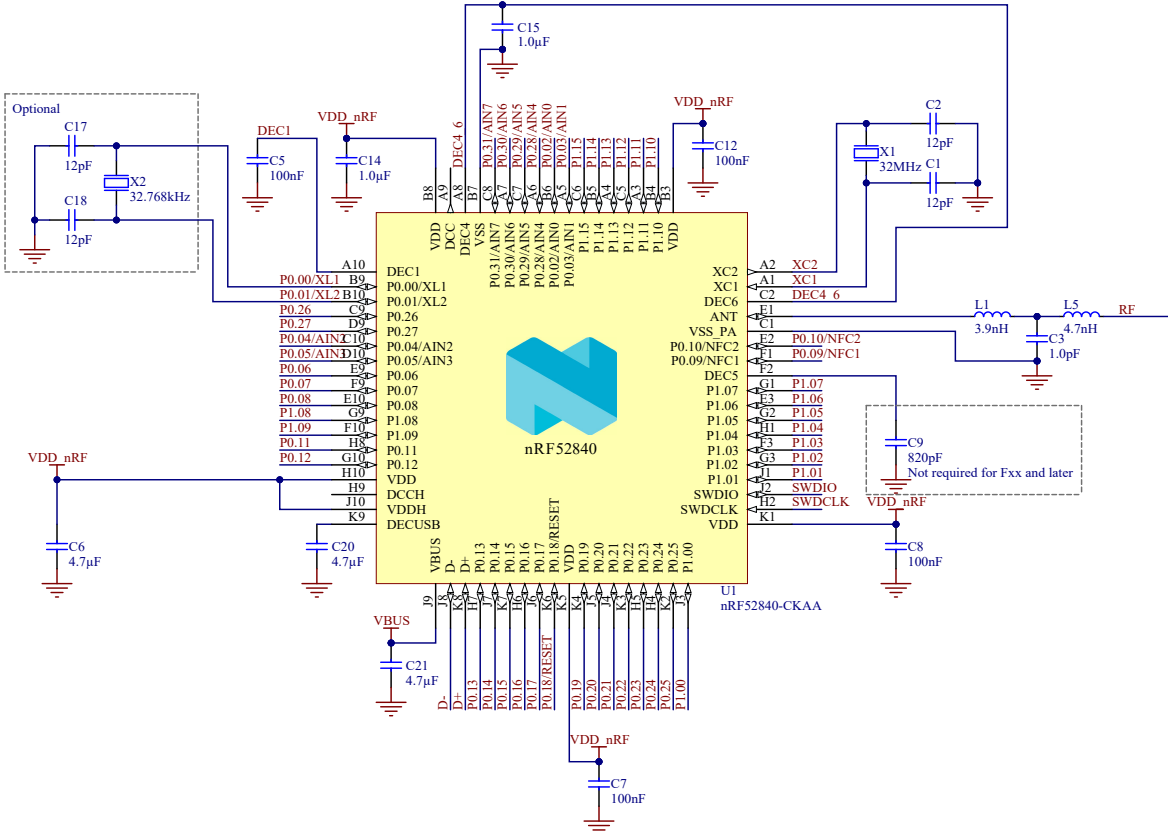 C15
1.0µF
Optional
C17
12pF
X2
32.768kHz
C18
12pF
DEC1
C5
100nF
VDD_nRF
C14
1.0µF
DEC4_6
P0.31/AIN7
P0.30/AIN6
P0.29/AIN5
P0.28/AIN4
P0.02/AIN0
P0.03/AIN1
P1.15
P1.14
P1.13
P1.12
P1.11
P1.10
VDD_nRF
C12
100nF
C2
12pF
X1
32MHz
C1
12pF
B8
A9
A8
B7
C8
A7
C7
A6
B6
A5
C6
B5
A4
C5
A3
B4
B3
VDD
DCC
DEC4
VSS
P0.31/AIN7
P0.30/AIN6
P0.29/AIN5
P0.28/AIN4
P0.02/AIN0
P0.03/AIN1
P1.15
P1.14
P1.13
P1.12
P1.11
P1.10
VDD
A10 DEC1
P0.00/XL1 B9 P0.00/XL1
P0.01/XL2 B10 P0.01/XL2
P0.26 C9 P0.26
P0.27 D9 P0.27
P0.04/AIN2 C10 P0.04/AIN2
P0.05/AIN3 D10 P0.05/AIN3
P0.06 E9 P0.06
P0.07 F9 P0.07
P0.08 E10 P0.08
P1.08 G9 P1.08
P1.09 F10 P1.09
P0.11 H8 P0.11
P0.12 G10 P0.12
H10 VDD
H9 DCCH
J10 VDDH
K9 DECUSB
nRF52840
XC2 A2 XC2
XC1 A1 XC1
DEC6 C2 DEC4_6
ANT E1
VSS_PA C1
P0.10/NFC2 E2 P0.10/NFC2
P0.09/NFC1 F1 P0.09/NFC1
DEC5 F2
P1.07 G1 P1.07
P1.06 E3 P1.06
P1.05 G2 P1.05
P1.04 H1 P1.04
P1.03 F3 P1.03
P1.02 G3 P1.02
P1.01 J1 P1.01
SWDIO J2 SWDIO
SWDCLK H2 SWDCLK
VDD K1
L1
3.9nH
L5
4.7nH
RF
C3
1.0pF
C9
820pF
Not required for Fxx and later
VDD_nRF
C8
100nF
VDD_nRF
C6
4.7µF
C20
4.7µF
VBUS
D-
D+
P0.13
P0.14
P0.15
P0.16
P0.17
P0.18/RESET
VDD
P0.19
P0.20
P0.21
P0.22
P0.23
P0.24
P0.25
P1.00
U1
nRF52840-CKAA
J9
J8
K8
H7
J7
K7
H6
J6
K6
K5
K4
J5
J4
K3
H5
H4
K2
J3
VBUS
C21
4.7µF
D-
D+
P0.13
P0.14
P0.15
P0.16
P0.17
P0.18/RESET
P0.19
P0.20
P0.21
P0.22
P0.23
P0.24
P0.25
P1.00
VDD_nRF
C7
100nF